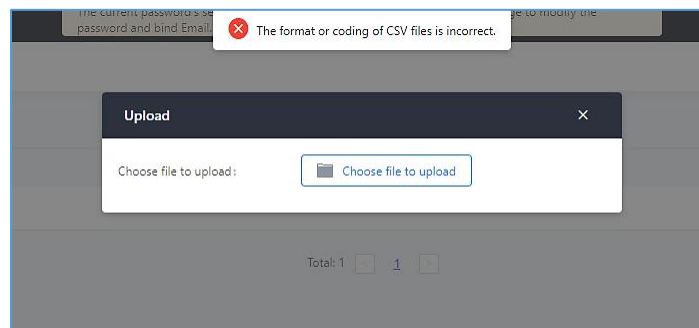 The current password's se
ge to modify the
password and bind Email.
The format or coding of CSV files is incorrect.
Upload
×
Choose file to upload:
Choose file to upload
Total: 1 < 1 >